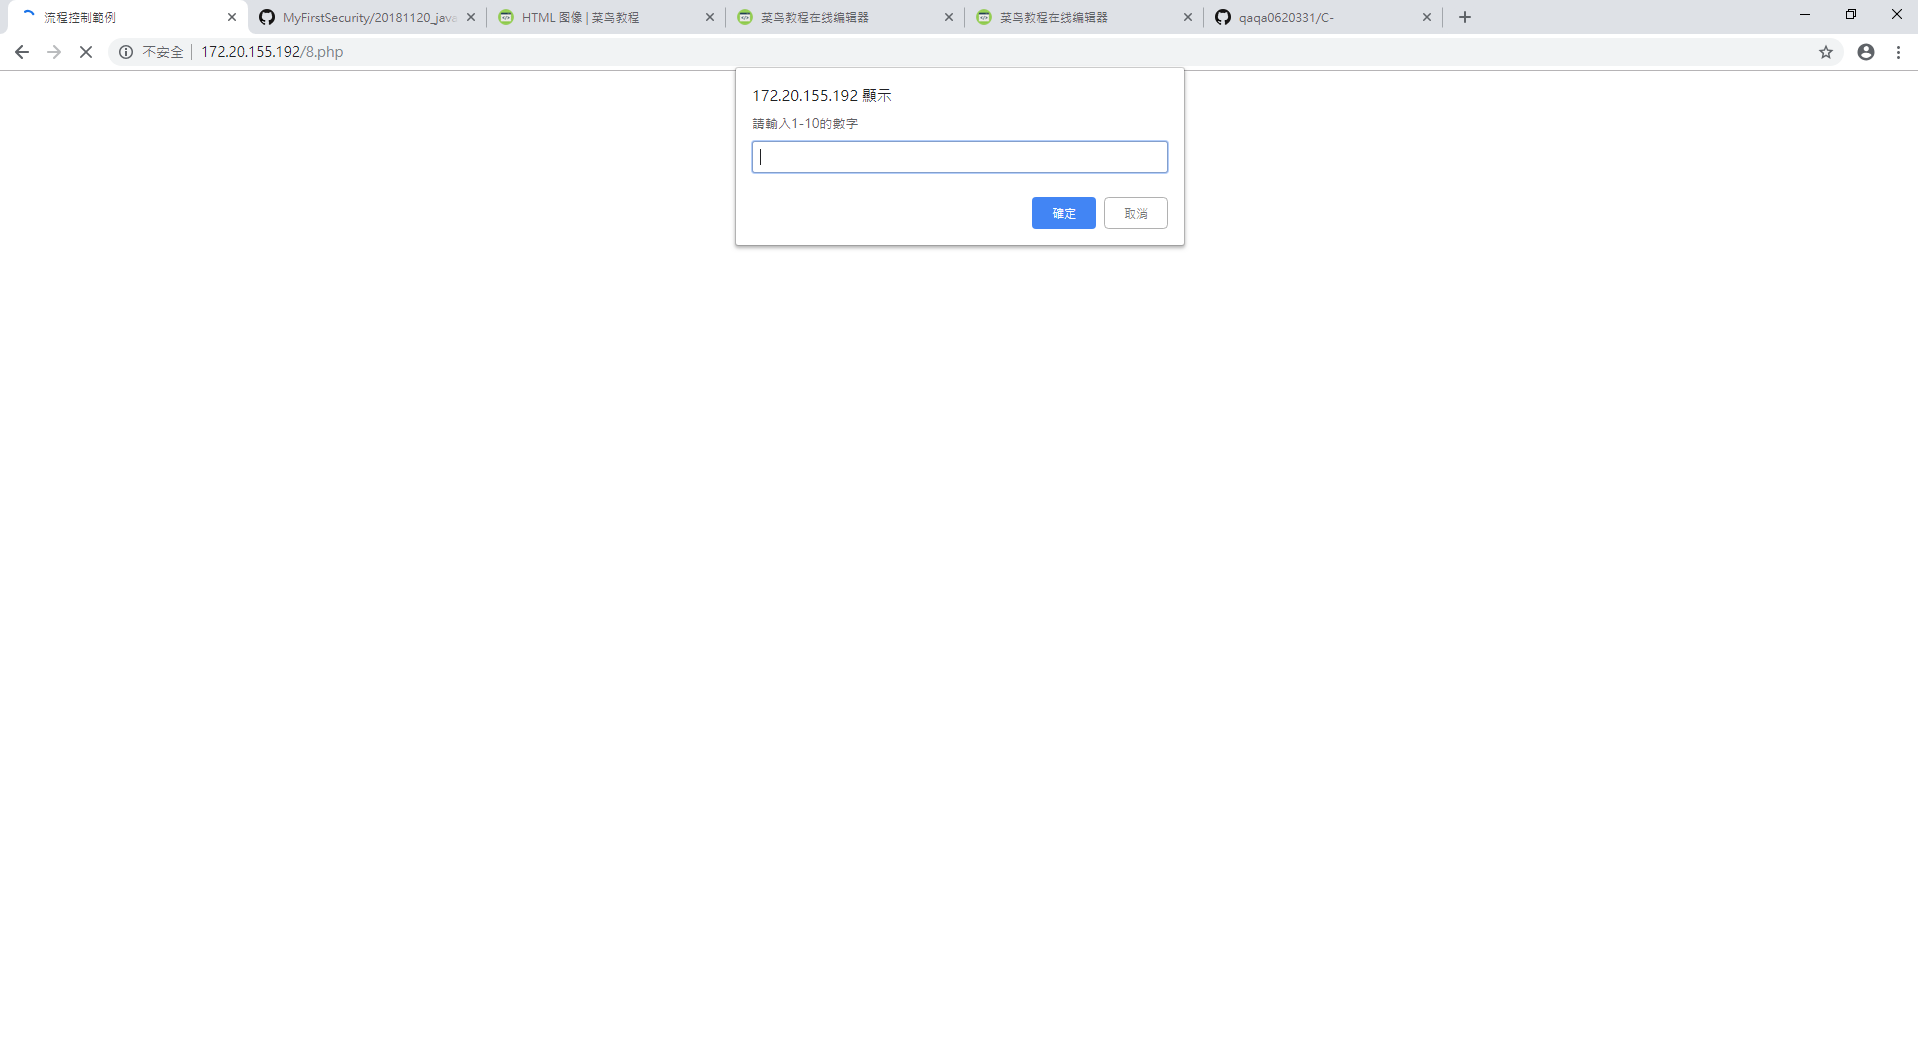 流程控制範例
MyFirstSecurity/20181120_java
HTML 图像 | 菜鸟教程
菜鸟教程在线编辑器
菜鸟教程在线编辑器
qaqa0620331/C-
不安全 | 172.20.155.192/8.php
172.20.155.192 顯示
請輸入1-10的數字
確定
取消